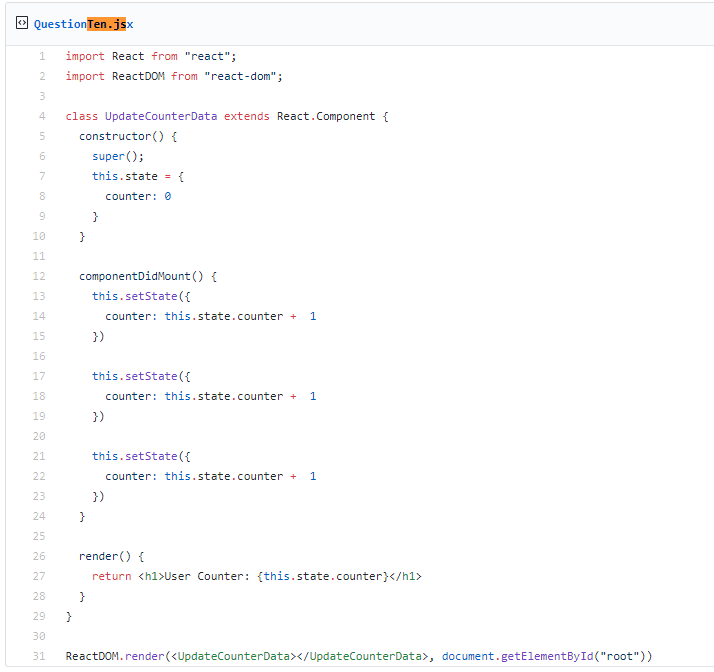 QuestionTen.jsx
1 import React from "react";
2 import ReactDOM from "react-dom";
3
4 class UpdateCounterData extends React.Component {
5   constructor() {
6     super();
7     this.state = {
8       counter: 0
9     }
10   }
11
12   componentDidMount() {
13     this.setState({
14       counter: this.state.counter +  1
15     })
16
17     this.setState({
18       counter: this.state.counter +  1
19     })
20
21     this.setState({
22       counter: this.state.counter +  1
23     })
24   }
25
26   render() {
27     return <h1>User Counter: {this.state.counter}</h1>
28   }
29 }
30
31 ReactDOM.render(<UpdateCounterData></UpdateCounterData>, document.getElementById("root"))